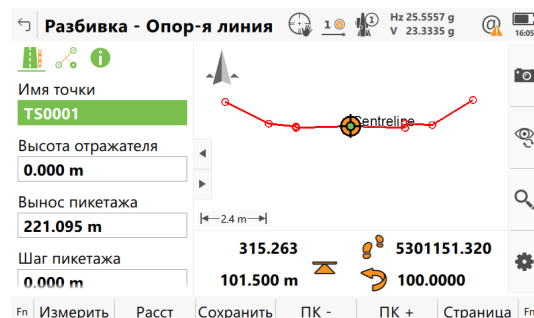 Разбивка - Опор-я линия
1
1
Hz 25.5557 g
V 23.3335 g
@
16:05
Имя точки
TS0001
Высота отражателя
0.000 m
Вынос пикетажа
221.095 m
Шаг пикетажа
0.000 m
Centreline
2.4 m
315.263
5301151.320
101.500 m
100.0000
Fn Измерить Расст Сохранить ПК - ПК + Страница Fn